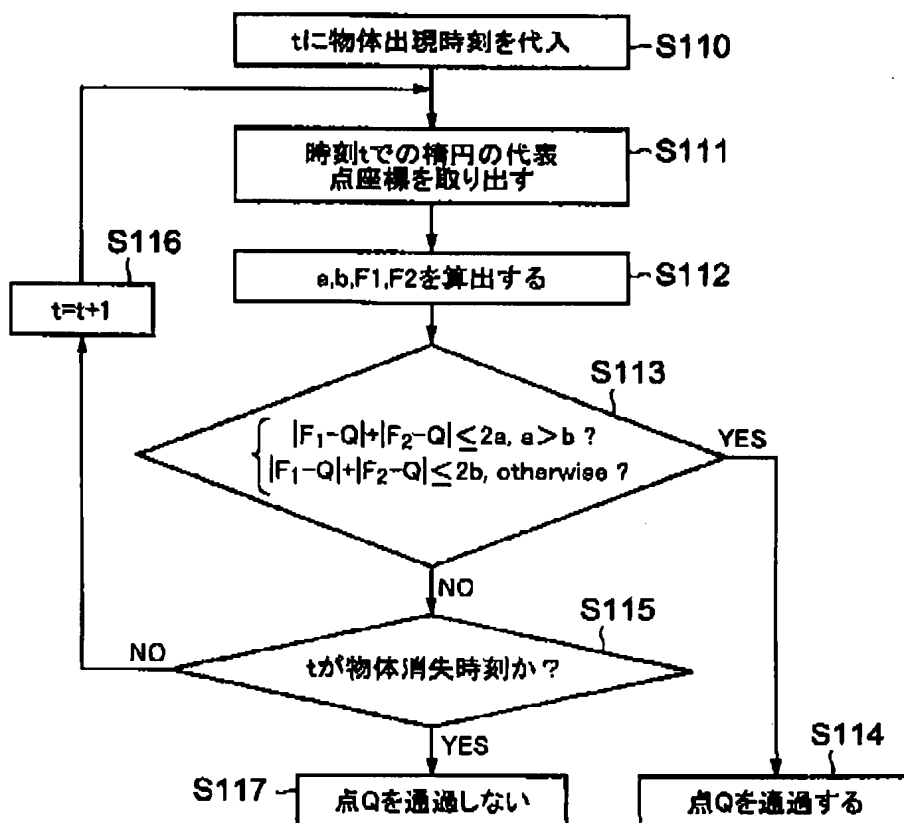 tに物体出現時刻を代入
S110
時刻tでの楕円の代表
点座標を取り出す
S111
a,b,F1,F2を算出する
S112
S116
t=t+1
S113
|F₁-Q|+|F₂-Q|≦2a, a>b ?
|F₁-Q|+|F₂-Q|≦2b, otherwise ?
YES
NO
S115
tが物体消失時刻か?
NO
YES
S117
点Qを通過しない
S114
点Qを通過する